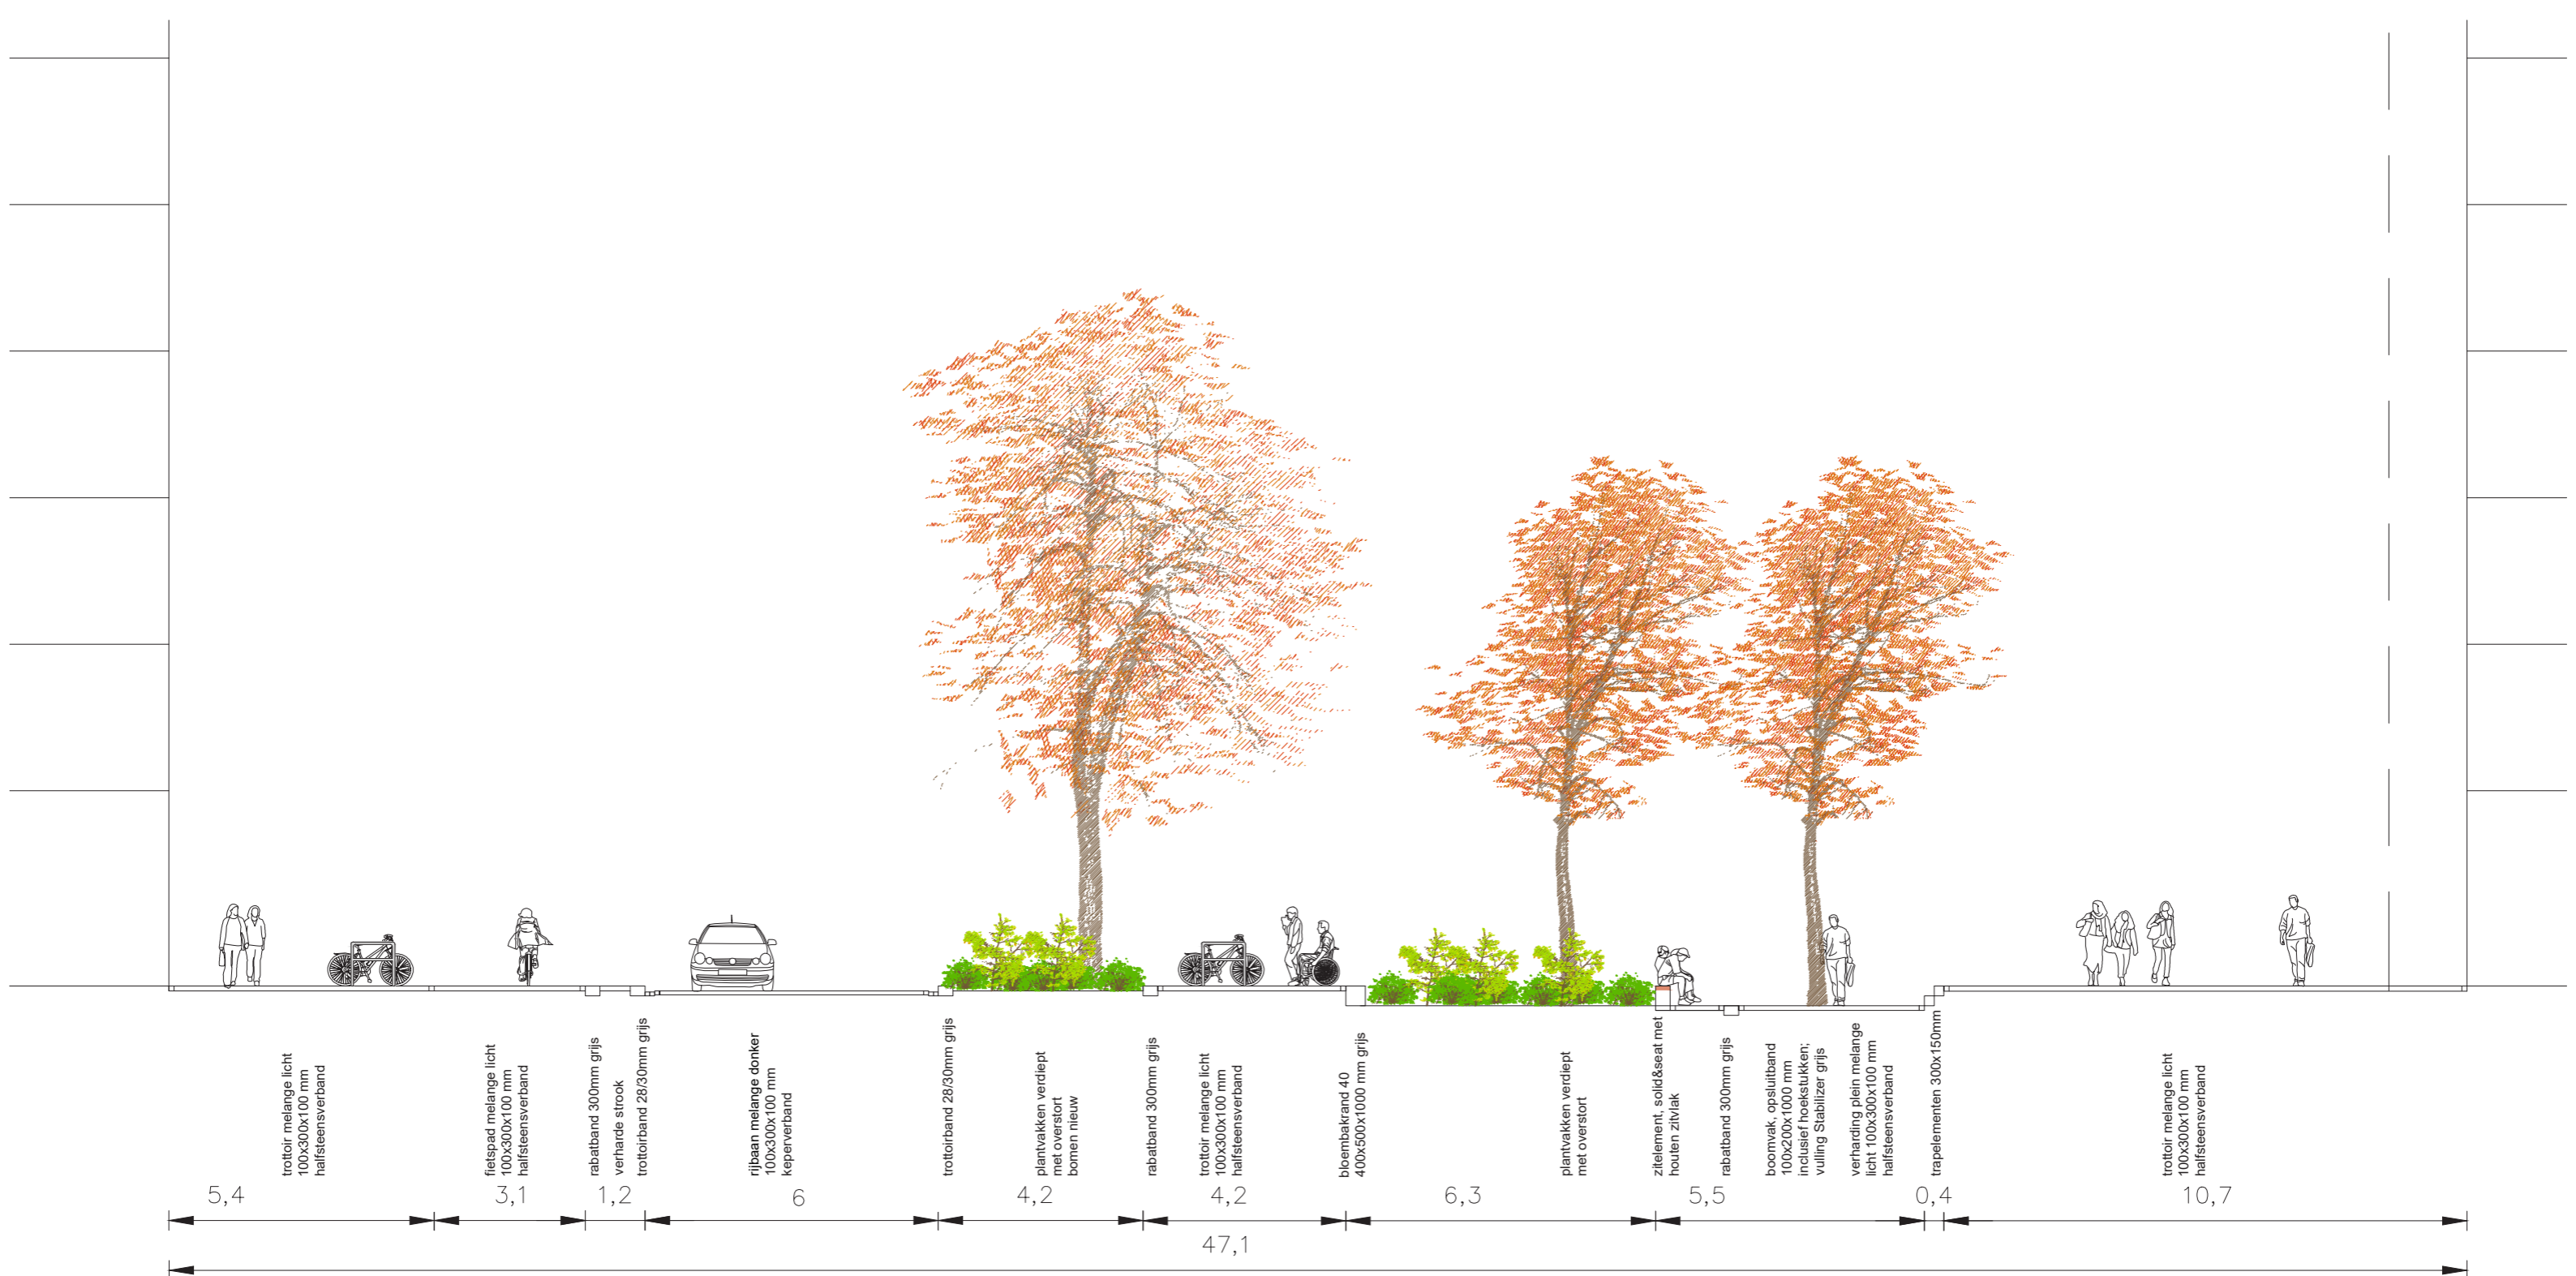 trottoir melange licht
100x300x100 mm
halfsteensverband
fietspad melange licht
100x300x100 mm
halfsteensverband
rabatband 300mm grijs
verharde strook
trottoirband 28/30mm grijs
rijbaan melange donker
100x300x100 mm
keperverband
trottoirband 28/30mm grijs
plantvakken verdiept
met overstort
bomen nieuw
rabatband 300mm grijs
trottoir melange licht
100x300x100 mm
halfsteensverband
bloembakrand 40
400x500x1000 mm grijs
plantvakken verdiept
met overstort
zitelement, solid&seat met
houten zitvlak
rabatband 300mm grijs
boomvak, opsluitband
100x200x1000 mm
inclusief hoekstukken;
vulling Stabilizer grijs
verharding plein melange
licht 100x300x100 mm
halfsteensverband
trapelementen 300x150mm
trottoir melange licht
100x300x100 mm
halfsteensverband
5,4
3,1
1,2
6
4,2
4,2
6,3
5,5
0,4
10,7
47,1